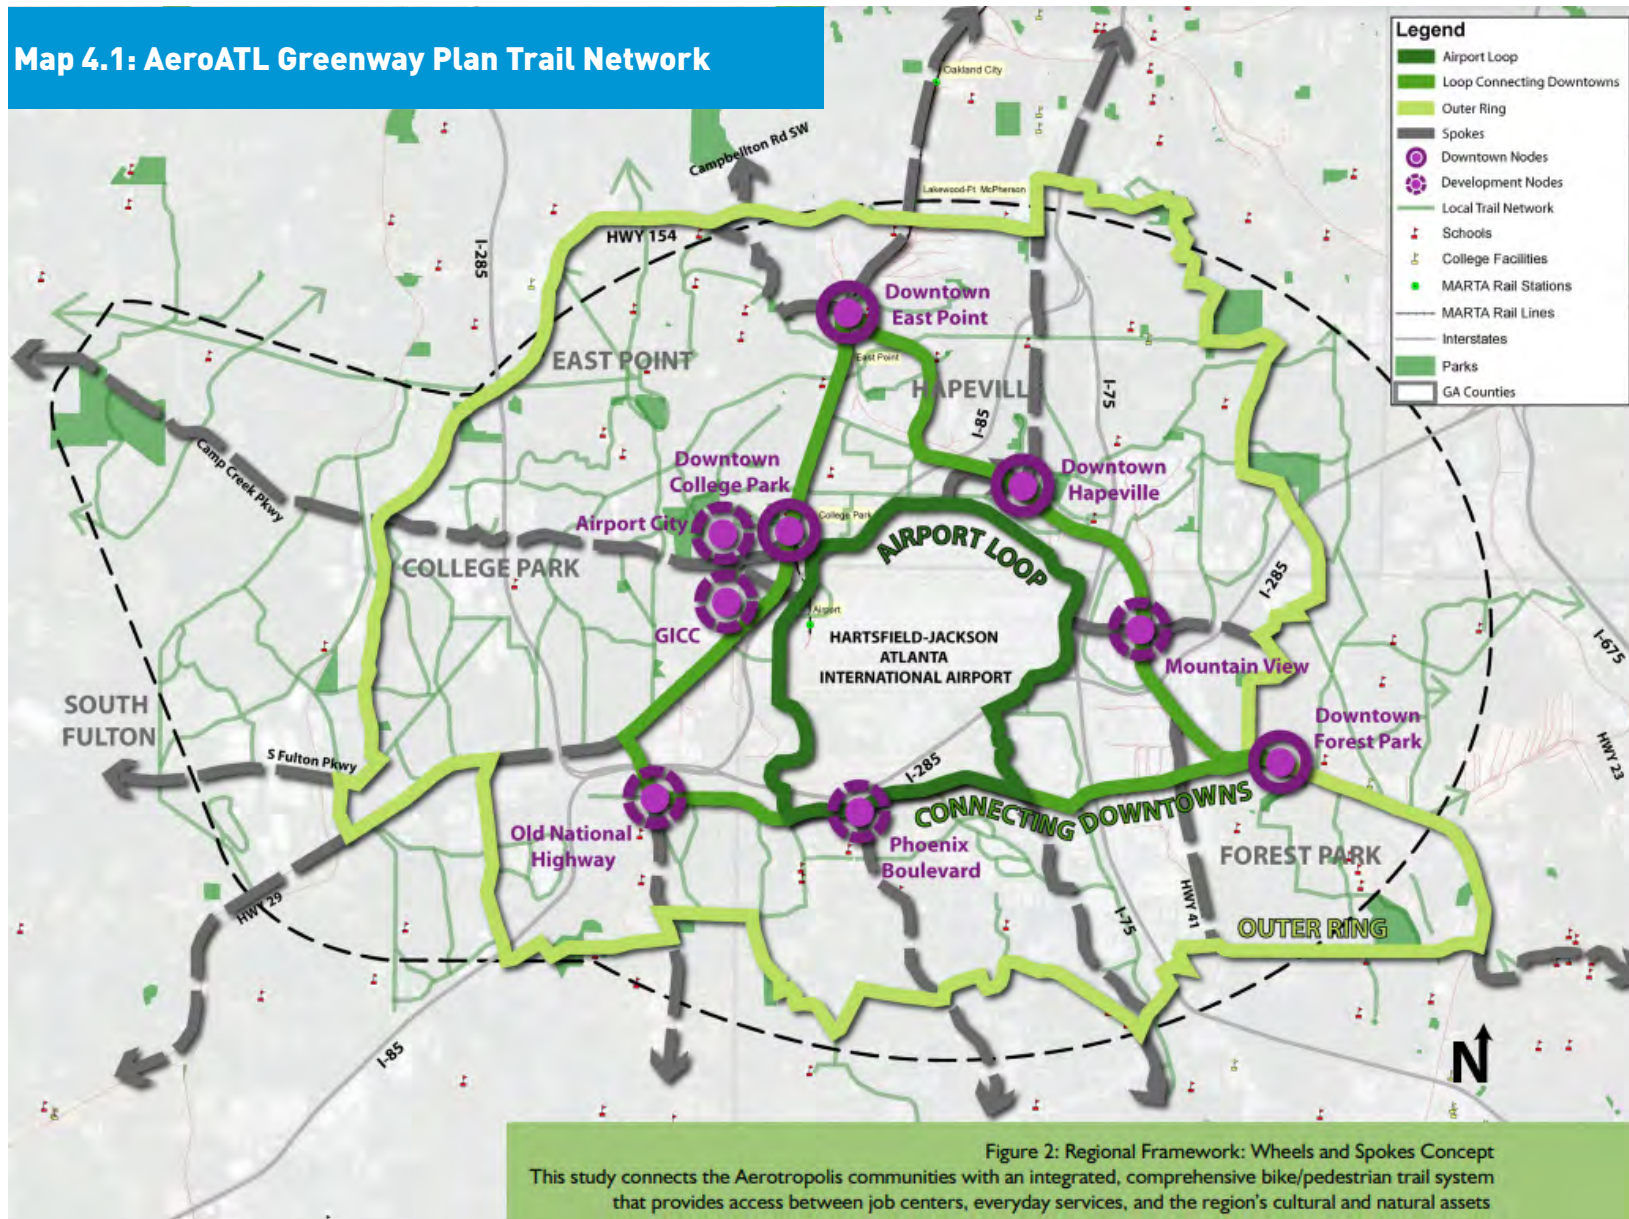 Map 4.1: AeroATL Greenway Plan Trail Network
Legend
Airport Loop
Loop Connecting Downtowns
Outer Ring
Spokes
Downtown Nodes
Development Nodes
Local Trail Network
Schools
College Facilities
MARTA Rail Stations
MARTA Rail Lines
Interstates
Parks
GA Counties
Oakland City
Campbellton Rd SW
Lakewood-Ft. McPherson
I-285
HWY 154
Downtown
East Point
East Point
EAST POINT
HAPEVILL
I-75
I-85
Camp Creek Pkwy
Downtown
College Park
Downtown
Hapeville
Airport City
College Park
AIRPORT LOOP
COLLEGE PARK
I-285
GICC
Airport
HARTSFIELD-JACKSON
ATLANTA
INTERNATIONAL AIRPORT
I-675
Mountain View
SOUTH
FULTON
Downtown
Forest Park
S Fulton Pkwy
HWY 23
I-285
CONNECTING DOWNTOWNS
Old National
Highway
Phoenix
Boulevard
FOREST PARK
HWY 29
HWY 41
I-75
OUTER RING
I-85
N
Figure 2: Regional Framework: Wheels and Spokes Concept
This study connects the Aerotropolis communities with an integrated, comprehensive bike/pedestrian trail system
that provides access between job centers, everyday services, and the region's cultural and natural assets